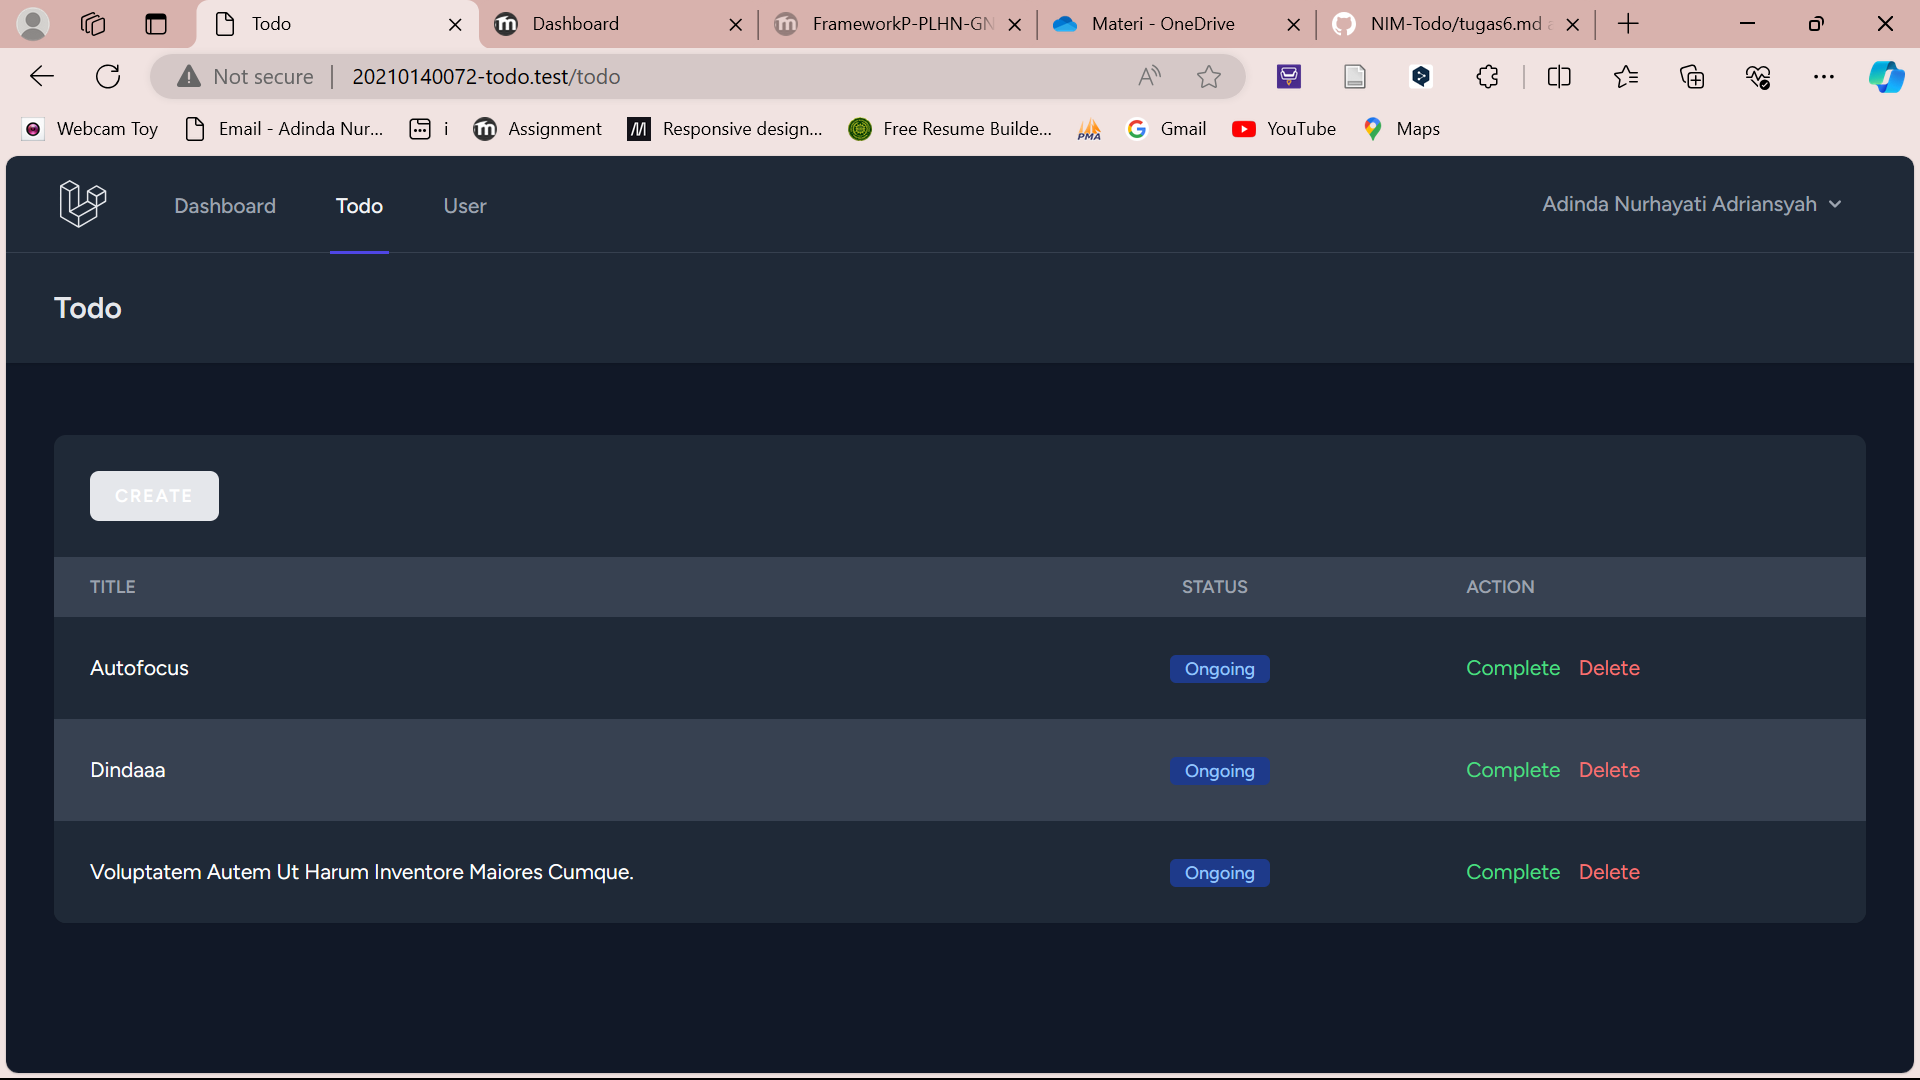 Todo
Dashboard
FrameworkP-PLHN-GN
Materi - OneDrive
NIM-Todo/tugas6.md a
Not secure
20210140072-todo.test/todo
Webcam Toy
Email - Adinda Nur...
i
Assignment
Responsive design...
Free Resume Builde...
PMA
Gmail
YouTube
Maps
Dashboard
Todo
User
Adinda Nurhayati Adriansyah
Todo
CREATE
TITLE STATUS ACTION
Autofocus Ongoing Complete Delete
Dindaaa Ongoing Complete Delete
Voluptatem Autem Ut Harum Inventore Maiores Cumque. Ongoing Complete Delete